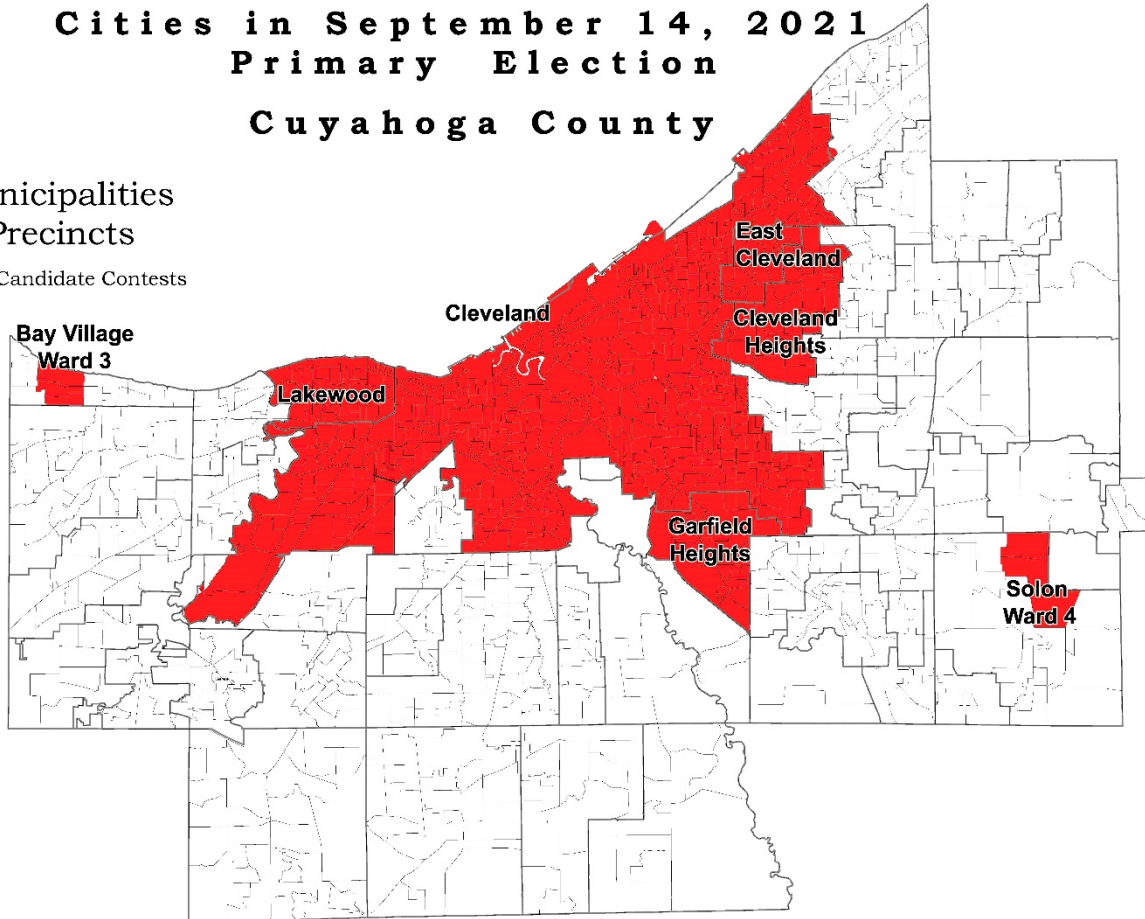 Cities in September 14, 2021
Primary Election
Cuyahoga County
nicipalities
Precincts
Candidate Contests
Bay Village
Ward 3
Cleveland
East
Cleveland
Cleveland
Heights
Lakewood
Garfield
Heights
Solon
Ward 4